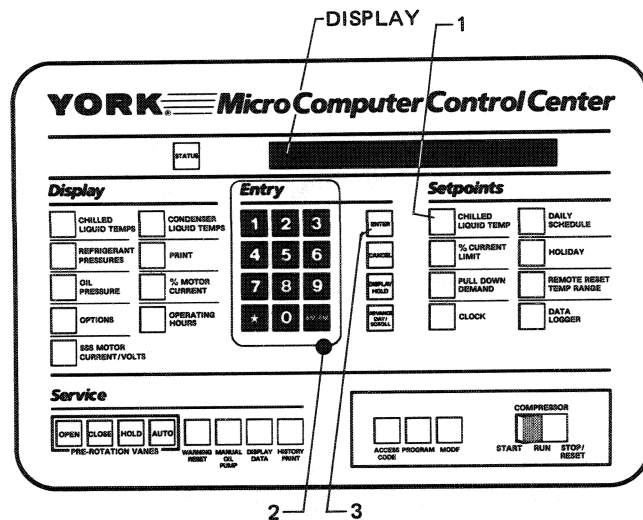 DISPLAY
1
YORK® MicroComputer Control Center
STATUS
Display
CHILLED
LIQUID TEMPS
CONDENSER
LIQUID TEMPS
REFRIGERANT
PRESSURES
PRINT
OIL
PRESSURE
% MOTOR
CURRENT
OPTIONS
OPERATING
HOURS
SSS MOTOR
CURRENT/VOLTS
Entry
1 2 3
4 5 6
7 8 9
* 0
ENTER
CANCEL
DISPLAY
HOLD
ADVANCE
DAY/
SCROLL
Setpoints
CHILLED
LIQUID TEMP
DAILY
SCHEDULE
% CURRENT
LIMIT
HOLIDAY
PULL DOWN
DEMAND
REMOTE RESET
TEMP RANGE
CLOCK
DATA
LOGGER
Service
OPEN CLOSE HOLD AUTO
PRE-ROTATION VANES
WARNING
RESET
MANUAL
OIL
PUMP
DISPLAY
DATA
HISTORY
PRINT
ACCESS
CODE
PROGRAM
MODE
COMPRESSOR
START RUN STOP/
RESET
2
3